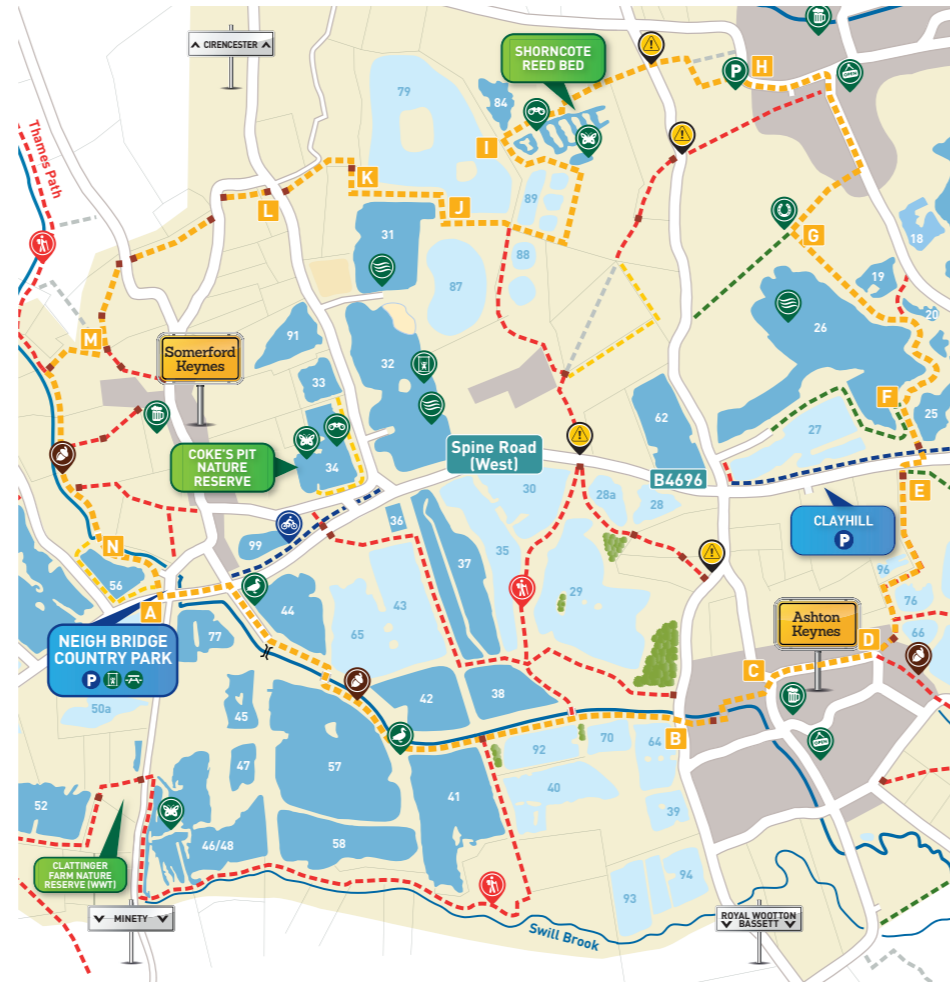 CIRENCESTER
SHORNCOTE
REED BED
P
H
79
84
I
Thames Path
K
L
J
89
31
88
87
G
18
19
20
26
M
Somerford
Keynes
91
32
33
F
25
62
27
COKE'S PIT
NATURE
RESERVE
34
Spine Road
(West)
B4696
E
30
28a
28
36
CLAYHILL
P
N
99
35
37
56
A
44
43
29
96
76
Ashton
Keynes
NEIGH BRIDGE
COUNTRY PARK
P
77
65
66
D
C
42
38
50a
45
B
92
70
64
47
57
41
40
39
52
46/48
58
CLATTINGER
FARM NATURE
RESERVE (WWT)
94
93
MINETY
Swill Brook
ROYAL WOOTTON
BASSETT
OPEN
OPEN